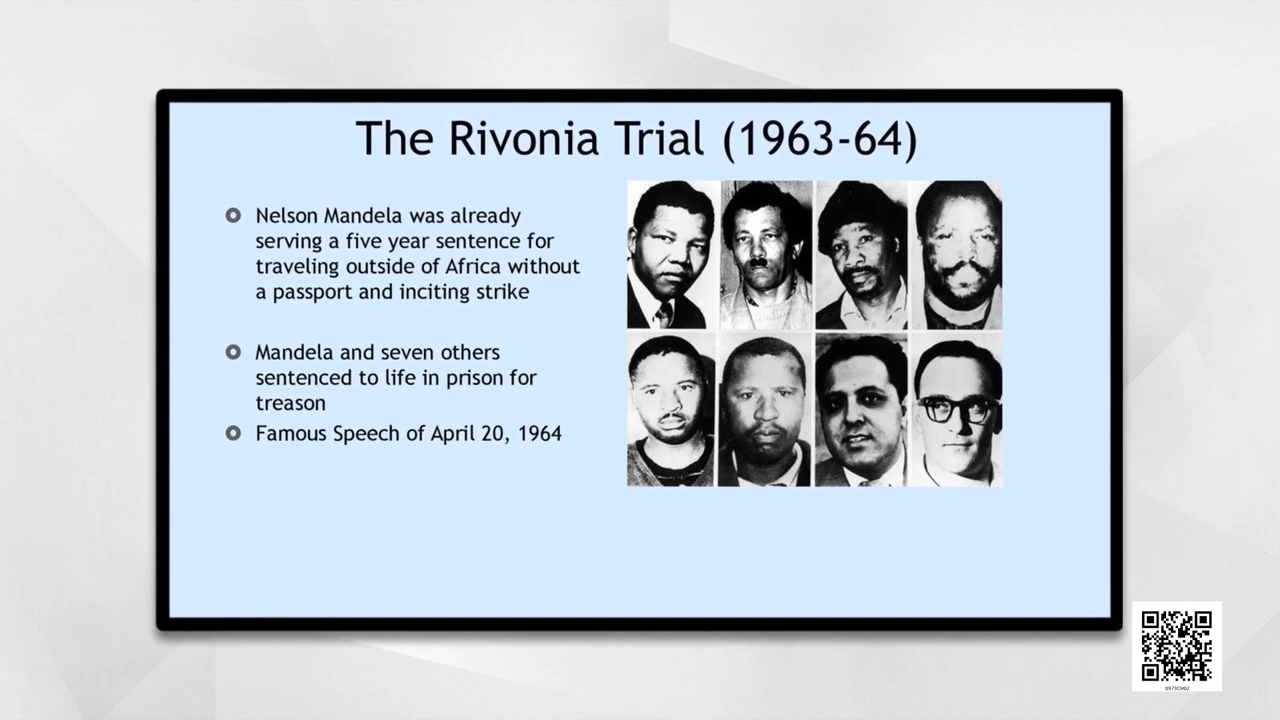 The Rivonia Trial (1963-64)
Nelson Mandela was already
serving a five year sentence for
traveling outside of Africa without
a passport and inciting strike
Mandela and seven others
sentenced to life in prison for
treason
Famous Speech of April 20, 1964
0973CH02